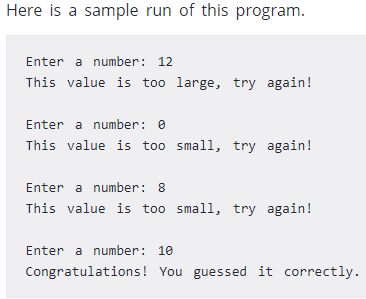 Here is a sample run of this program.
Enter a number: 12
This value is too large, try again!
Enter a number: 0
This value is too small, try again!
Enter a number: 8
This value is too small, try again!
Enter a number: 10
Congratulations! You guessed it correctly.